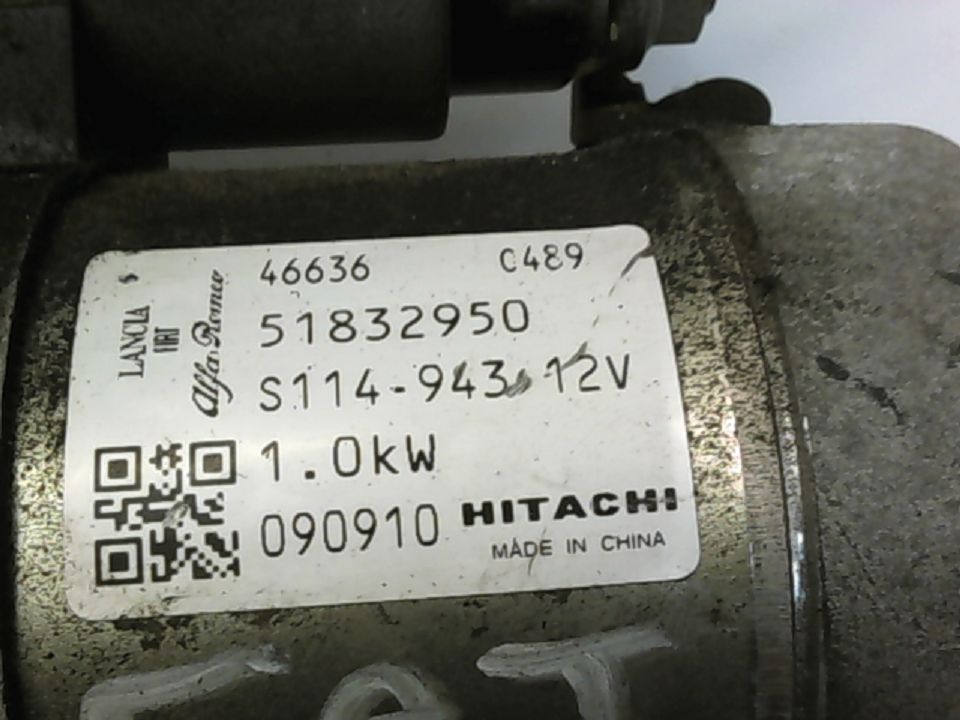 46636 C489
51832950
S114-943 12V
1.0kW
090910 HITACHI
MADE IN CHINA
LANCIA
FIAT
Alfa Romeo